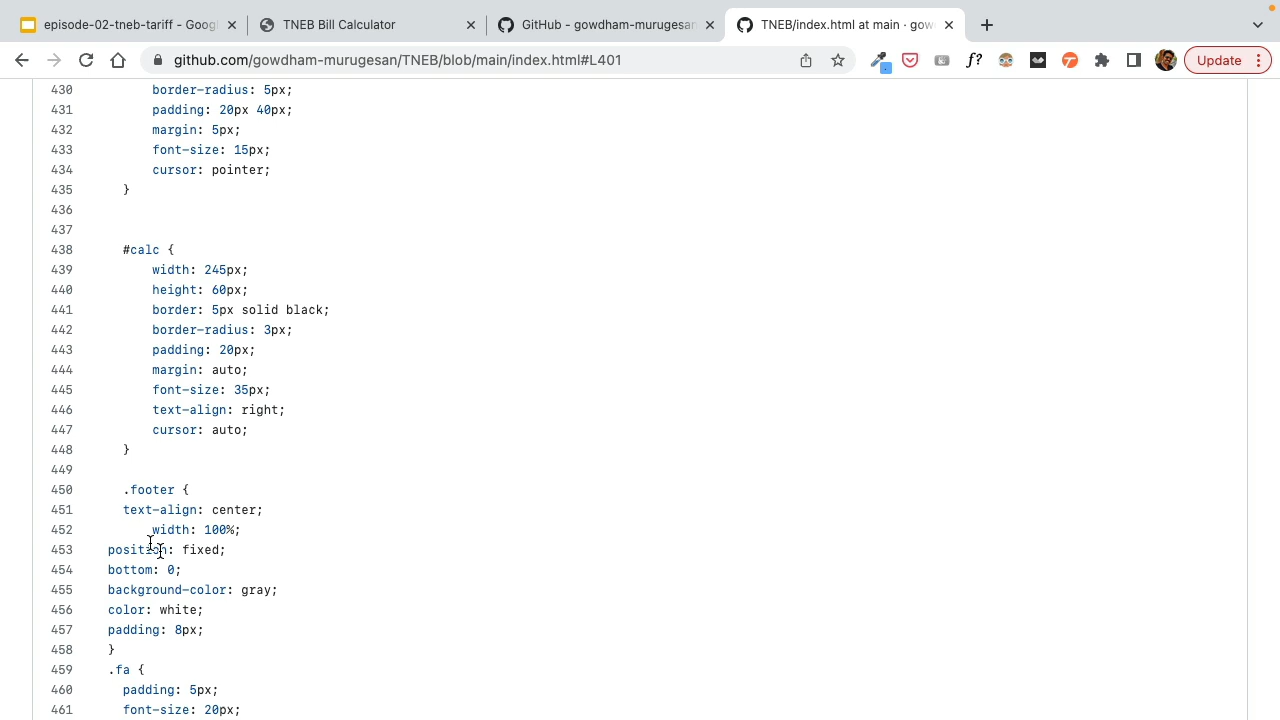 episode-02-tneb-tariff - Goog
TNEB Bill Calculator
GitHub - gowdham-murugesan
TNEB/index.html at main · gow
github.com/gowdham-murugesan/TNEB/blob/main/index.html#L401
f?
Update
430 border-radius: 5px;
431 padding: 20px 40px;
432 margin: 5px;
433 font-size: 15px;
434 cursor: pointer;
435 }
436
437
438 #calc {
439 width: 245px;
440 height: 60px;
441 border: 5px solid black;
442 border-radius: 3px;
443 padding: 20px;
444 margin: auto;
445 font-size: 35px;
446 text-align: right;
447 cursor: auto;
448 }
449
450 .footer {
451 text-align: center;
452 width: 100%;
453 position: fixed;
454 bottom: 0;
455 background-color: gray;
456 color: white;
457 padding: 8px;
458 }
459 .fa {
460 padding: 5px;
461 font-size: 20px;